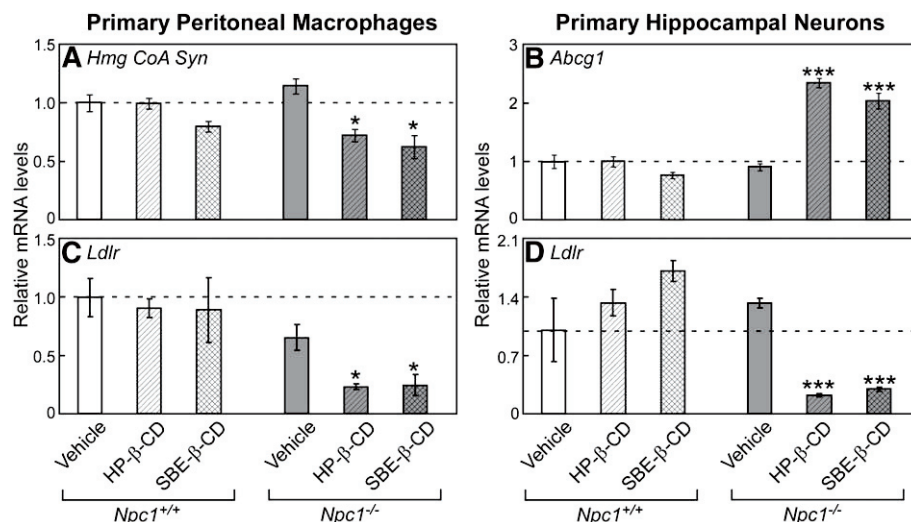 Primary Peritoneal Macrophages
Primary Hippocampal Neurons
Relative mRNA levels
A Hmg CoA Syn
1.5
1.0
0.5
0
*
*
B Abcg1
3
2
1
0
***
***
C Ldlr
1.5
1.0
0.5
0
*
*
Relative mRNA levels
D Ldlr
2.1
1.4
0.7
0
***
***
Vehicle
HP-β-CD
SBE-β-CD
Vehicle
HP-β-CD
SBE-β-CD
Npc1+/+
Npc1-/-
Vehicle
HP-β-CD
SBE-β-CD
Vehicle
HP-β-CD
SBE-β-CD
Npc1+/+
Npc1-/-